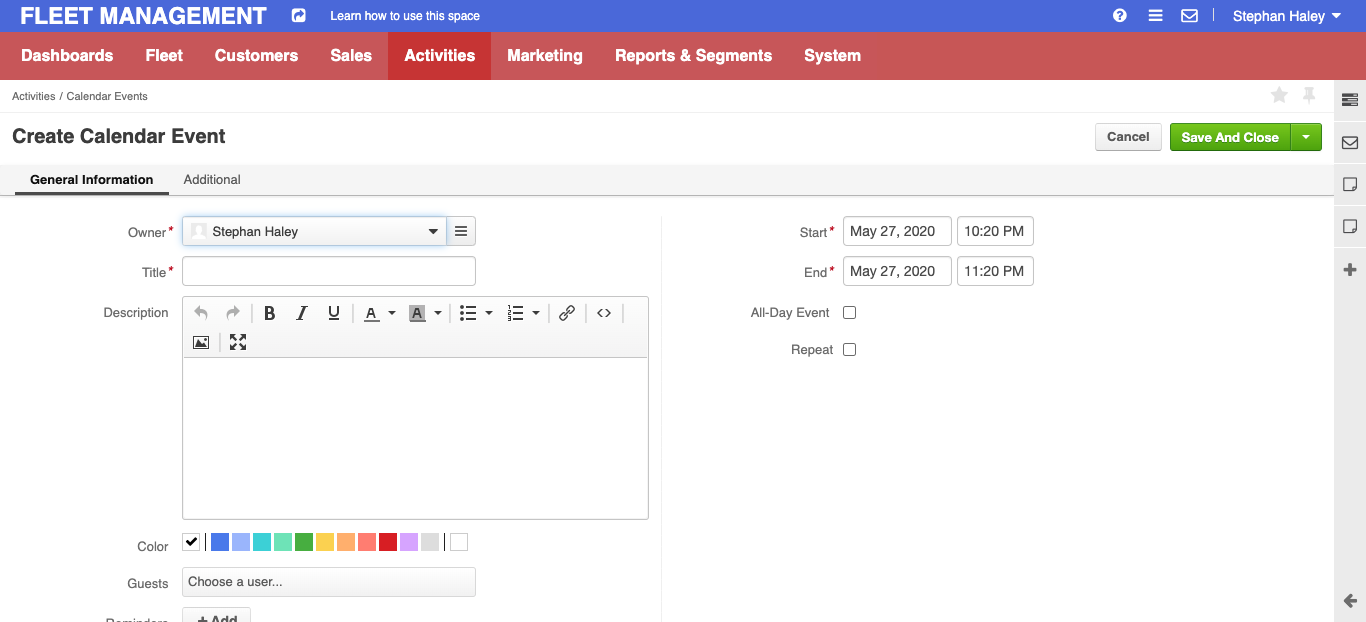 FLEET MANAGEMENT Learn how to use this space Stephan Haley
Dashboards Fleet Customers Sales Activities Marketing Reports & Segments System
Activities / Calendar Events
Create Calendar Event Cancel Save And Close
General Information Additional
Owner* Stephan Haley
Title*
Description
B I U A A
Color
Guests Choose a user...
Reminders + Add
Start* May 27, 2020 10:20 PM
End* May 27, 2020 11:20 PM
All-Day Event
Repeat